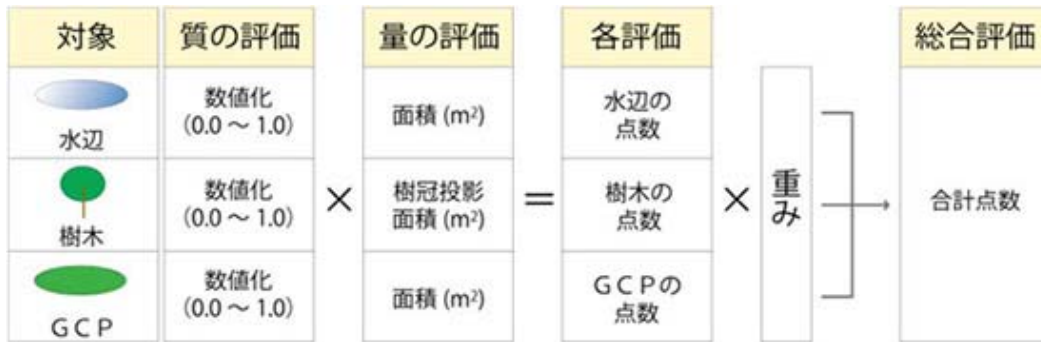 対象
質の評価
量の評価
各評価
総合評価
水辺
数値化
(0.0 ～ 1.0)
面積 (m²)
水辺の
点数
樹木
数値化
(0.0 ～ 1.0)
×
樹冠投影
面積 (m²)
=
樹木の
点数
×
重み
合計点数
GCP
数値化
(0.0 ～ 1.0)
面積 (m²)
GCPの
点数